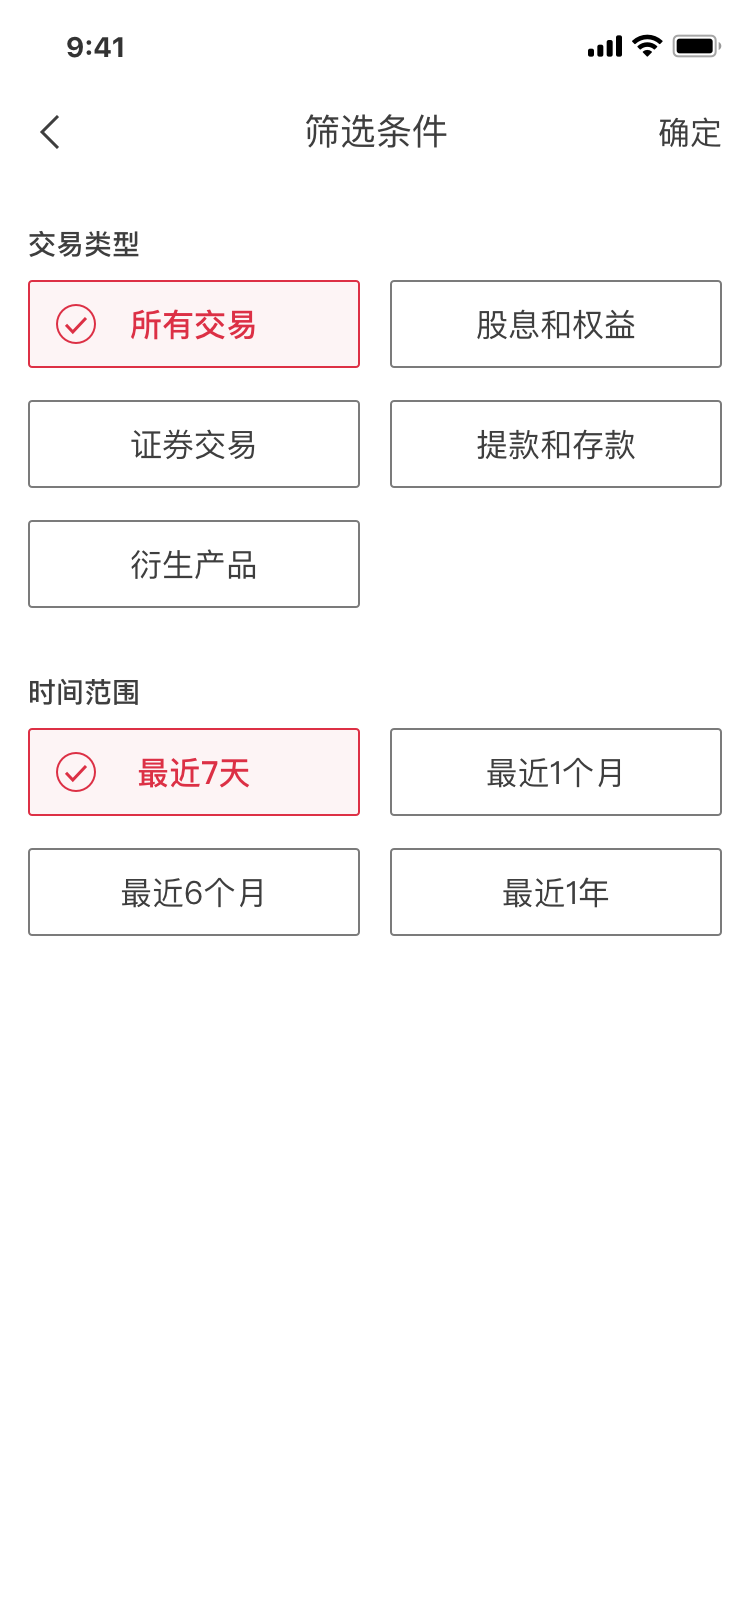 9:41
筛选条件
确定
交易类型
所有交易
股息和权益
证券交易
提款和存款
衍生产品
时间范围
最近7天
最近1个月
最近6个月
最近1年